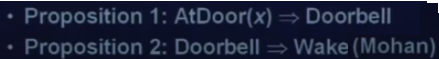 • Proposition 1: AtDoor(x) ⇒ Doorbell
• Proposition 2: Doorbell ⇒ Wake (Mohan)